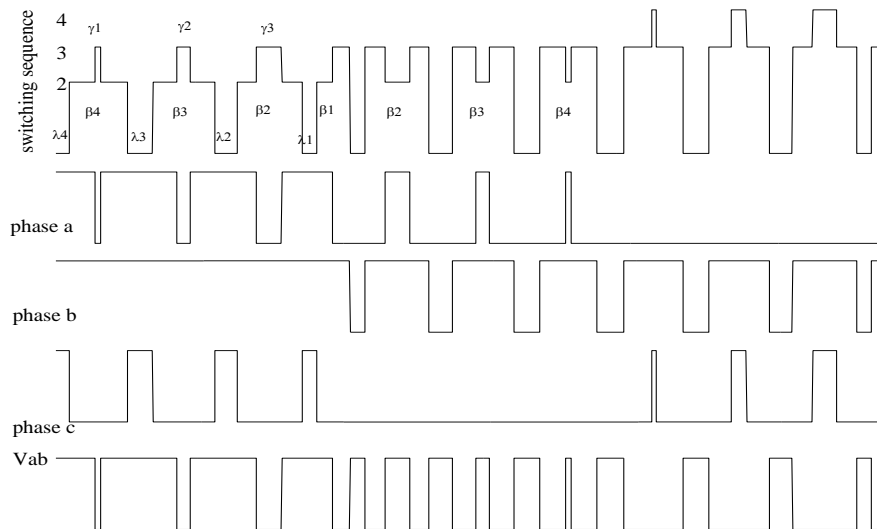 switching sequence
4
3
2
γ1 γ2 γ3
β4 β3 β2 β1 β2 β3 β4
λ4 λ3 λ2 λ1
phase a
phase b
phase c
Vab